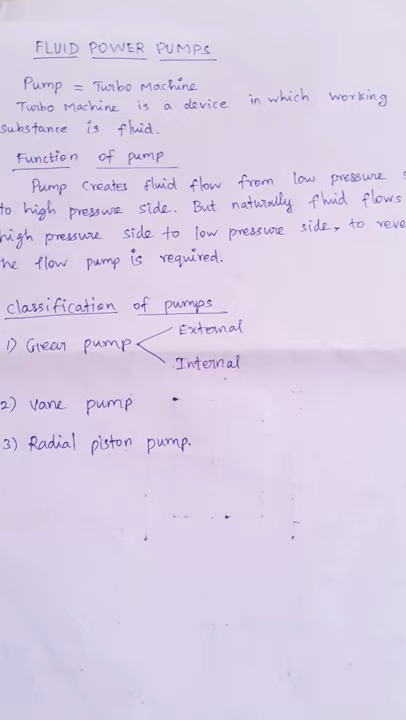 FLUID POWER PUMPS
Pump = Turbo Machine
Turbo Machine is a device in which working
substance is fluid.
Function of pump
Pump creates fluid flow from low pressure s
to high pressure side. But naturally fluid flows
high pressure side to low pressure side, to reve
he flow pump is required.
Classification of pumps
1) Gear pump
External
Internal
2) Vane pump
3) Radial piston pump.